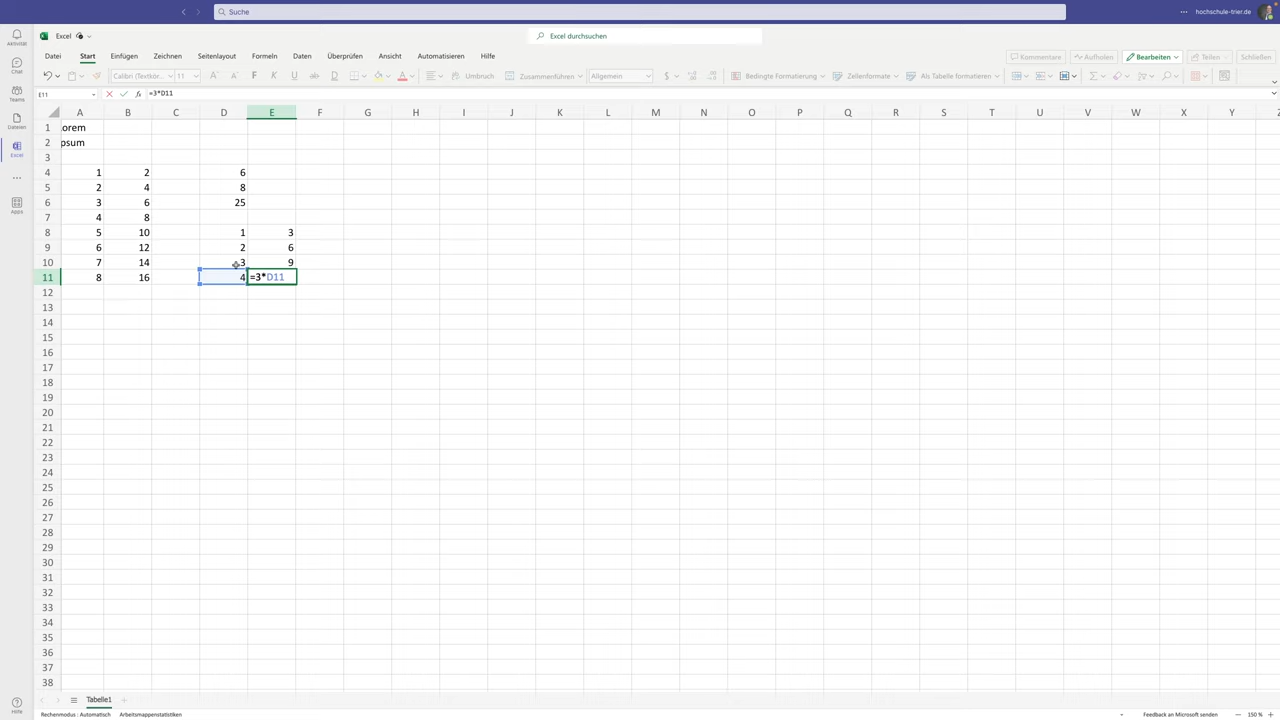 Suche
hochschule-trier.de
Aktivität
Chat
Teams
Dateien
Excel
Apps
Hilfe
Excel
Excel durchsuchen
Datei Start Einfügen Zeichnen Seitenlayout Formeln Daten Überprüfen Ansicht Automatisieren Hilfe
Kommentare Aufholen Bearbeiten Teilen Schließen
Calibri (Textkör... 11 F K U ab Umbruch Zusammenführen Allgemein $ Bedingte Formatierung Zellenformate Als Tabelle formatieren
E11 fx =3*D11
A B C D E F G H I J K L M N O P Q R S T U V W X Y Z
1 orem
2 psum
3
4 1 2 6
5 2 4 8
6 3 6 25
7 4 8
8 5 10 1 3
9 6 12 2 6
10 7 14 3 9
11 8 16 4 =3*D11
12
13
14
15
16
17
18
19
20
21
22
23
24
25
26
27
28
29
30
31
32
33
34
35
36
37
38
Tabelle1
Rechenmodus : Automatisch Arbeitsmappenstatistiken Feedback an Microsoft senden 150 %